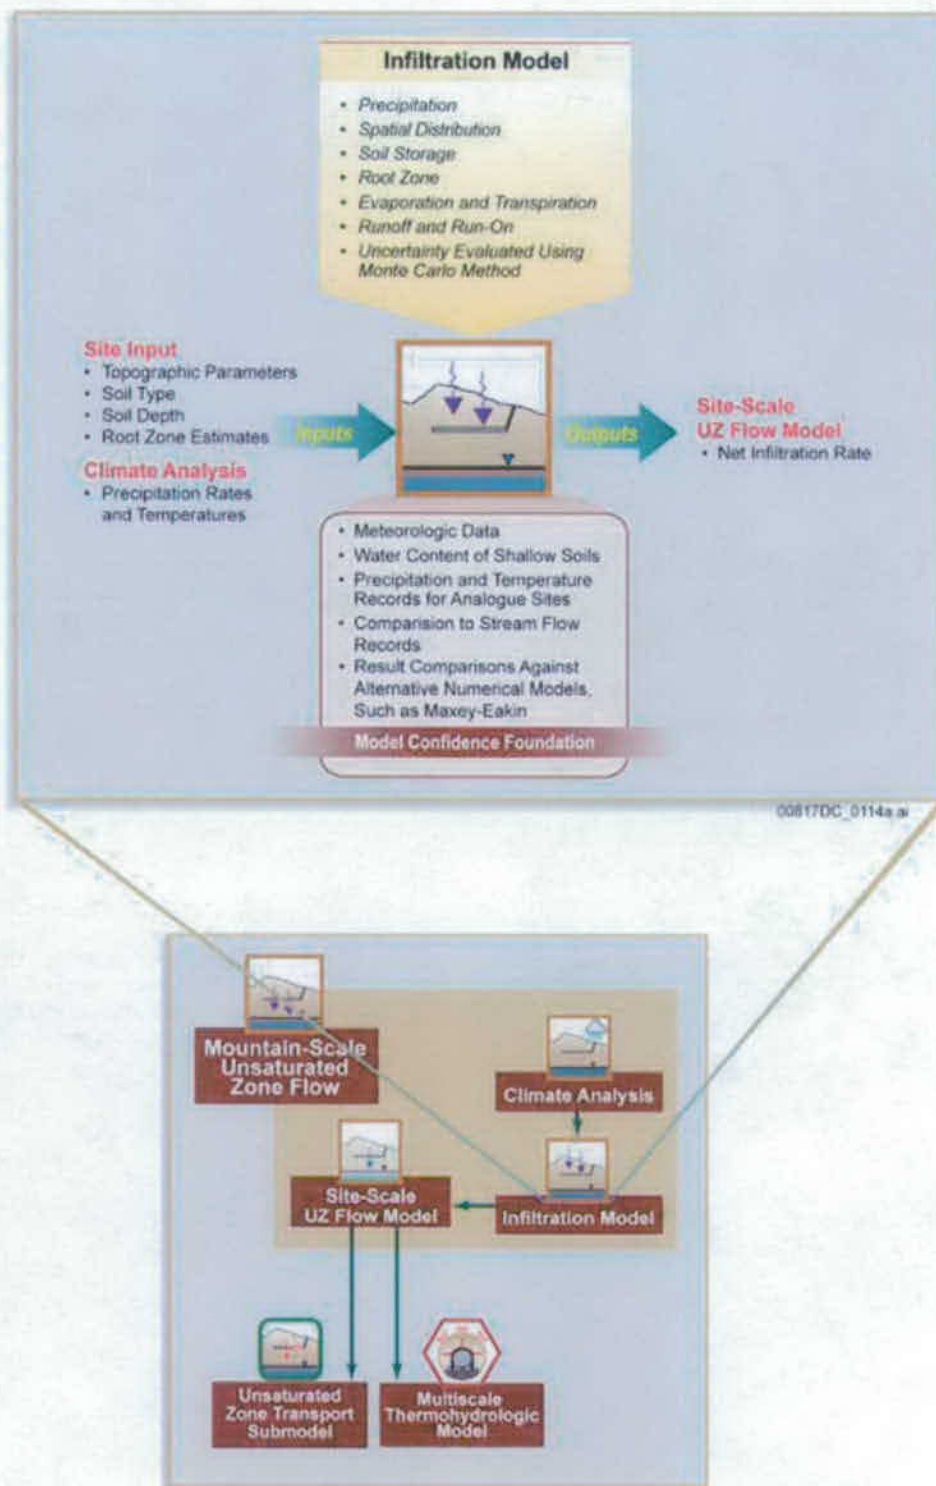 Infiltration Model
• Precipitation
• Spatial Distribution
• Soil Storage
• Root Zone
• Evaporation and Transpiration
• Runoff and Run-On
• Uncertainty Evaluated Using
Monte Carlo Method
Site Input
• Topographic Parameters
• Soil Type
• Soil Depth
• Root Zone Estimates
Climate Analysis
• Precipitation Rates
and Temperatures
Inputs
Outputs
Site-Scale
UZ Flow Model
• Net Infiltration Rate
• Meteorologic Data
• Water Content of Shallow Soils
• Precipitation and Temperature
Records for Analogue Sites
• Comparision to Stream Flow
Records
• Result Comparisons Against
Alternative Numerical Models,
Such as Maxey-Eakin
Model Confidence Foundation
00817DC_0114a.ai
Mountain-Scale
Unsaturated
Zone Flow
Climate Analysis
Site-Scale
UZ Flow Model
Infiltration Model
Unsaturated
Zone Transport
Submodel
Multiscale
Thermohydrologic
Model